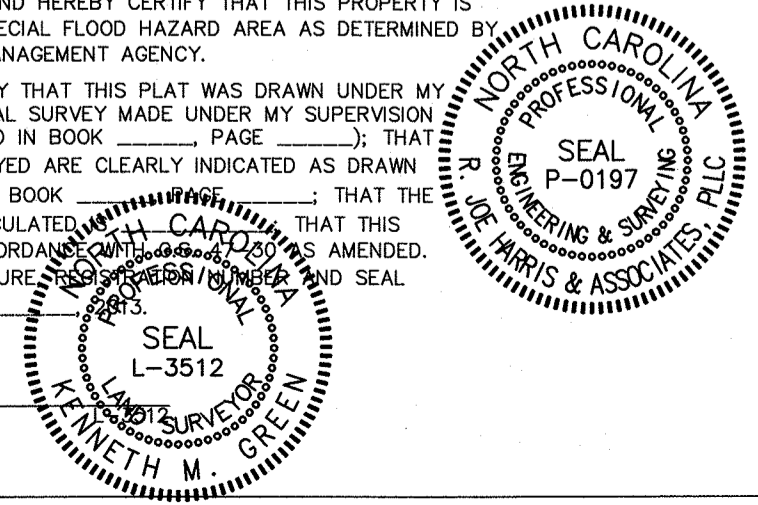 ND HEREBY CERTIFY THAT THIS PROPERTY IS
ECIAL FLOOD HAZARD AREA AS DETERMINED BY
ANAGEMENT AGENCY.
Y THAT THIS PLAT WAS DRAWN UNDER MY
AL SURVEY MADE UNDER MY SUPERVISION
D IN BOOK ______, PAGE ______); THAT
YED ARE CLEARLY INDICATED AS DRAWN
BOOK ______, PAGE ______; THAT THE
CULATED IS ______; THAT THIS
ORDANCE WITH G.S. 47-30 AS AMENDED.
URE REGISTRATION NUMBER AND SEAL
______, 2013.
L-3512
NORTH CAROLINA
PROFESSIONAL
SEAL
L-3512
LAND SURVEYOR
KENNETH M. GREEN
NORTH CAROLINA
PROFESSIONAL
SEAL
P-0197
ENGINEERING & SURVEYING
R. JOE HARRIS & ASSOCIATES, PLLC